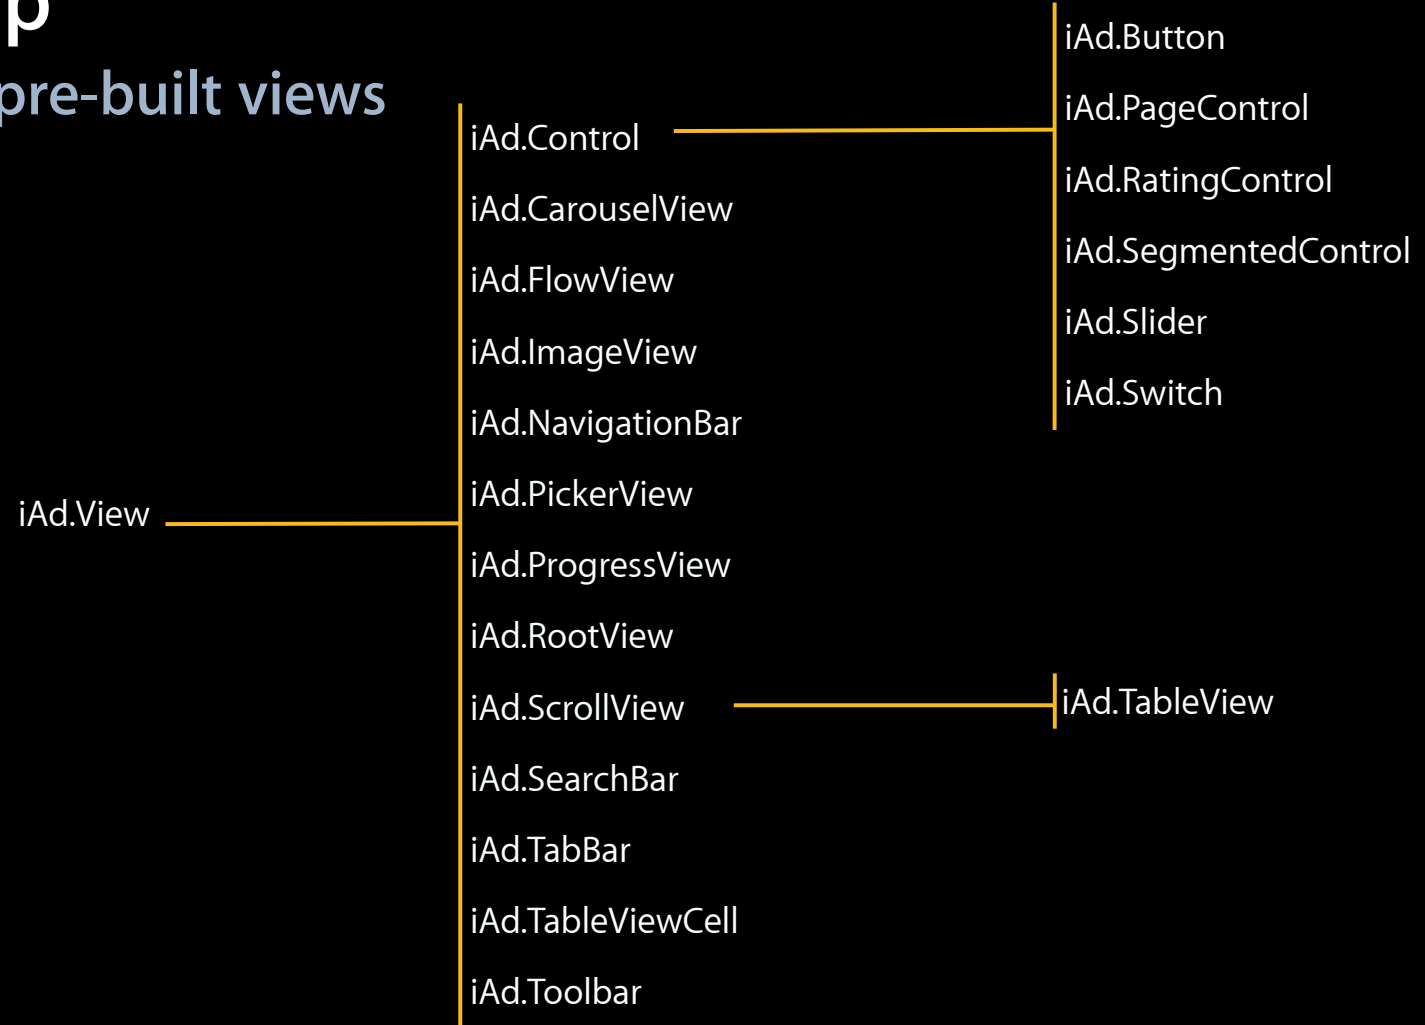 p
pre-built views
iAd.View
iAd.Control
iAd.CarouselView
iAd.FlowView
iAd.ImageView
iAd.NavigationBar
iAd.PickerView
iAd.ProgressView
iAd.RootView
iAd.ScrollView
iAd.SearchBar
iAd.TabBar
iAd.TableViewCell
iAd.Toolbar
iAd.Button
iAd.PageControl
iAd.RatingControl
iAd.SegmentedControl
iAd.Slider
iAd.Switch
iAd.TableView